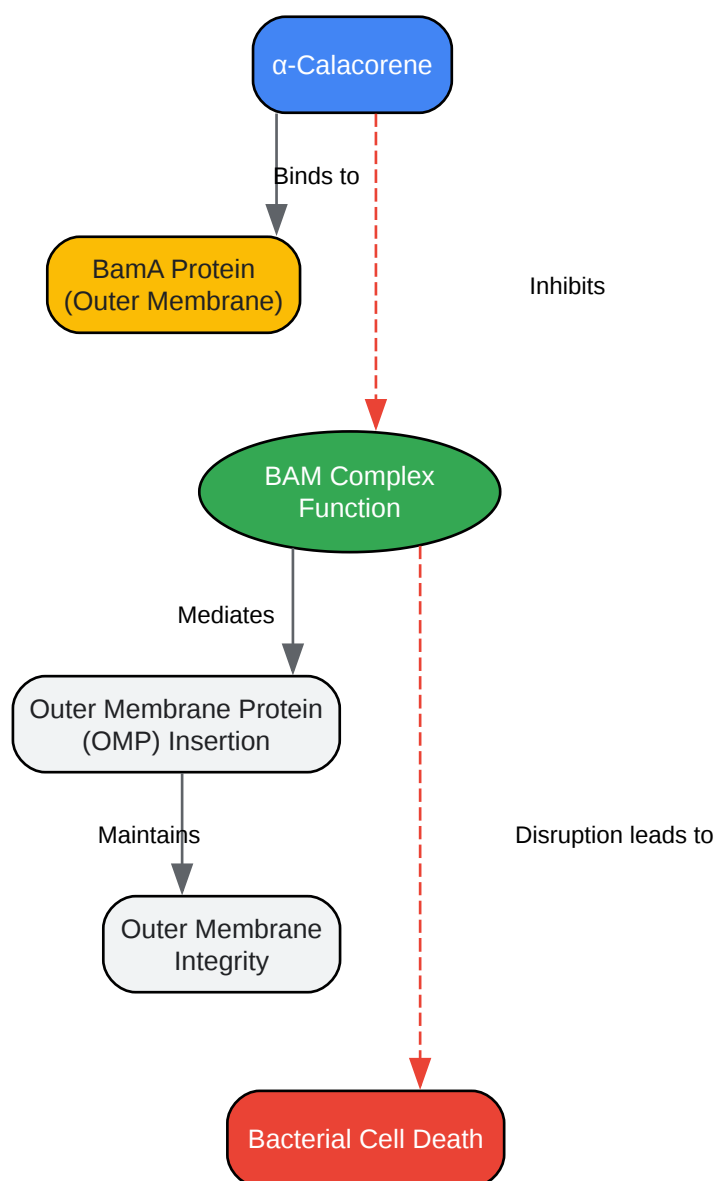 α-Calacorene
Binds to
BamA Protein
(Outer Membrane)
Inhibits
BAM Complex
Function
Mediates
Outer Membrane Protein
(OMP) Insertion
Maintains
Disruption leads to
Outer Membrane
Integrity
Bacterial Cell Death